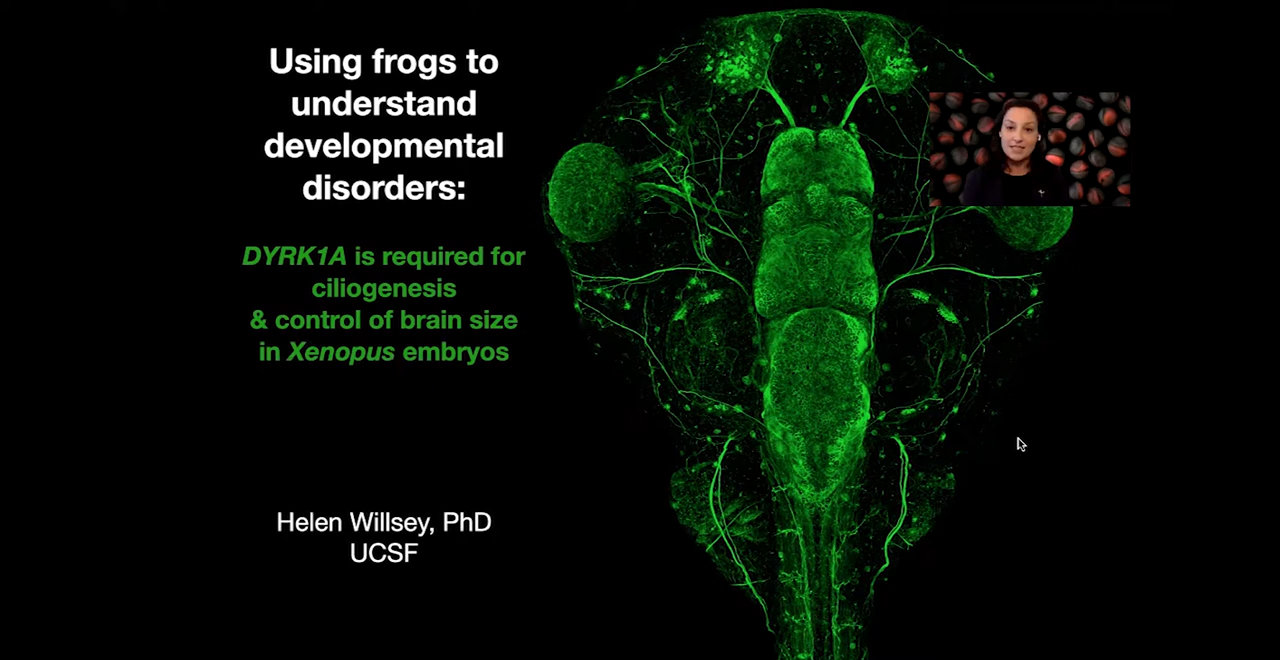 Using frogs to
understand
developmental
disorders:
DYRK1A is required for
ciliogenesis
& control of brain size
in Xenopus embryos
Helen Willsey, PhD
UCSF